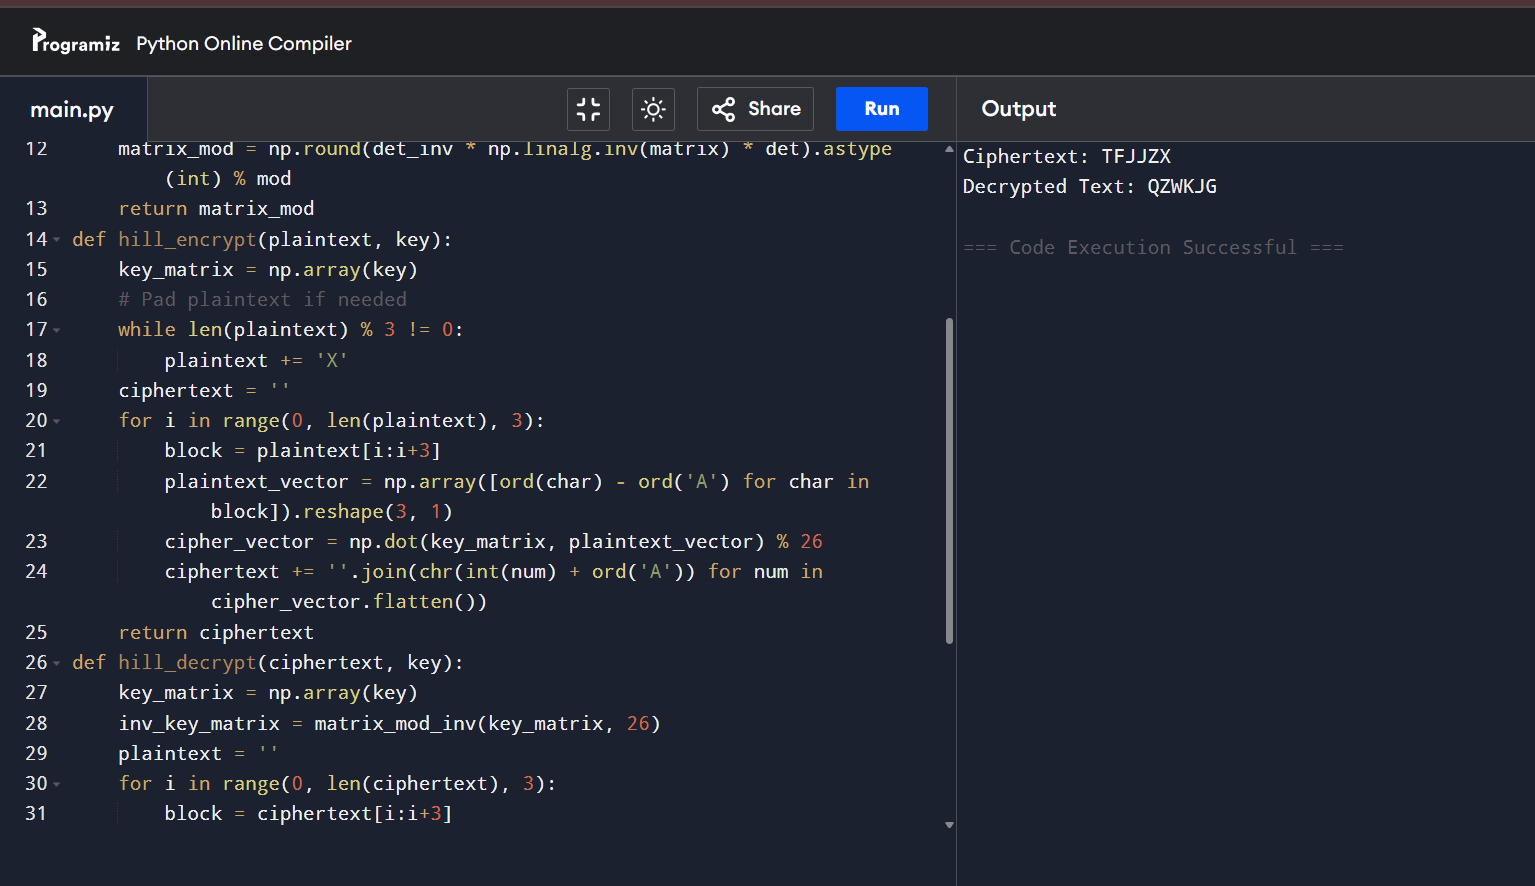 Programiz Python Online Compiler
main.py Share Run Output
12 matrix_mod = np.round(det_inv * np.linalg.inv(matrix) * det).astype
(int) % mod
13 return matrix_mod
14 def hill_encrypt(plaintext, key):
15 key_matrix = np.array(key)
16 # Pad plaintext if needed
17 while len(plaintext) % 3 != 0:
18 plaintext += 'X'
19 ciphertext = ''
20 for i in range(0, len(plaintext), 3):
21 block = plaintext[i:i+3]
22 plaintext_vector = np.array([ord(char) - ord('A') for char in
block]).reshape(3, 1)
23 cipher_vector = np.dot(key_matrix, plaintext_vector) % 26
24 ciphertext += ''.join(chr(int(num) + ord('A')) for num in
cipher_vector.flatten())
25 return ciphertext
26 def hill_decrypt(ciphertext, key):
27 key_matrix = np.array(key)
28 inv_key_matrix = matrix_mod_inv(key_matrix, 26)
29 plaintext = ''
30 for i in range(0, len(ciphertext), 3):
31 block = ciphertext[i:i+3]
Ciphertext: TFJJZX
Decrypted Text: QZWKJG
=== Code Execution Successful ===